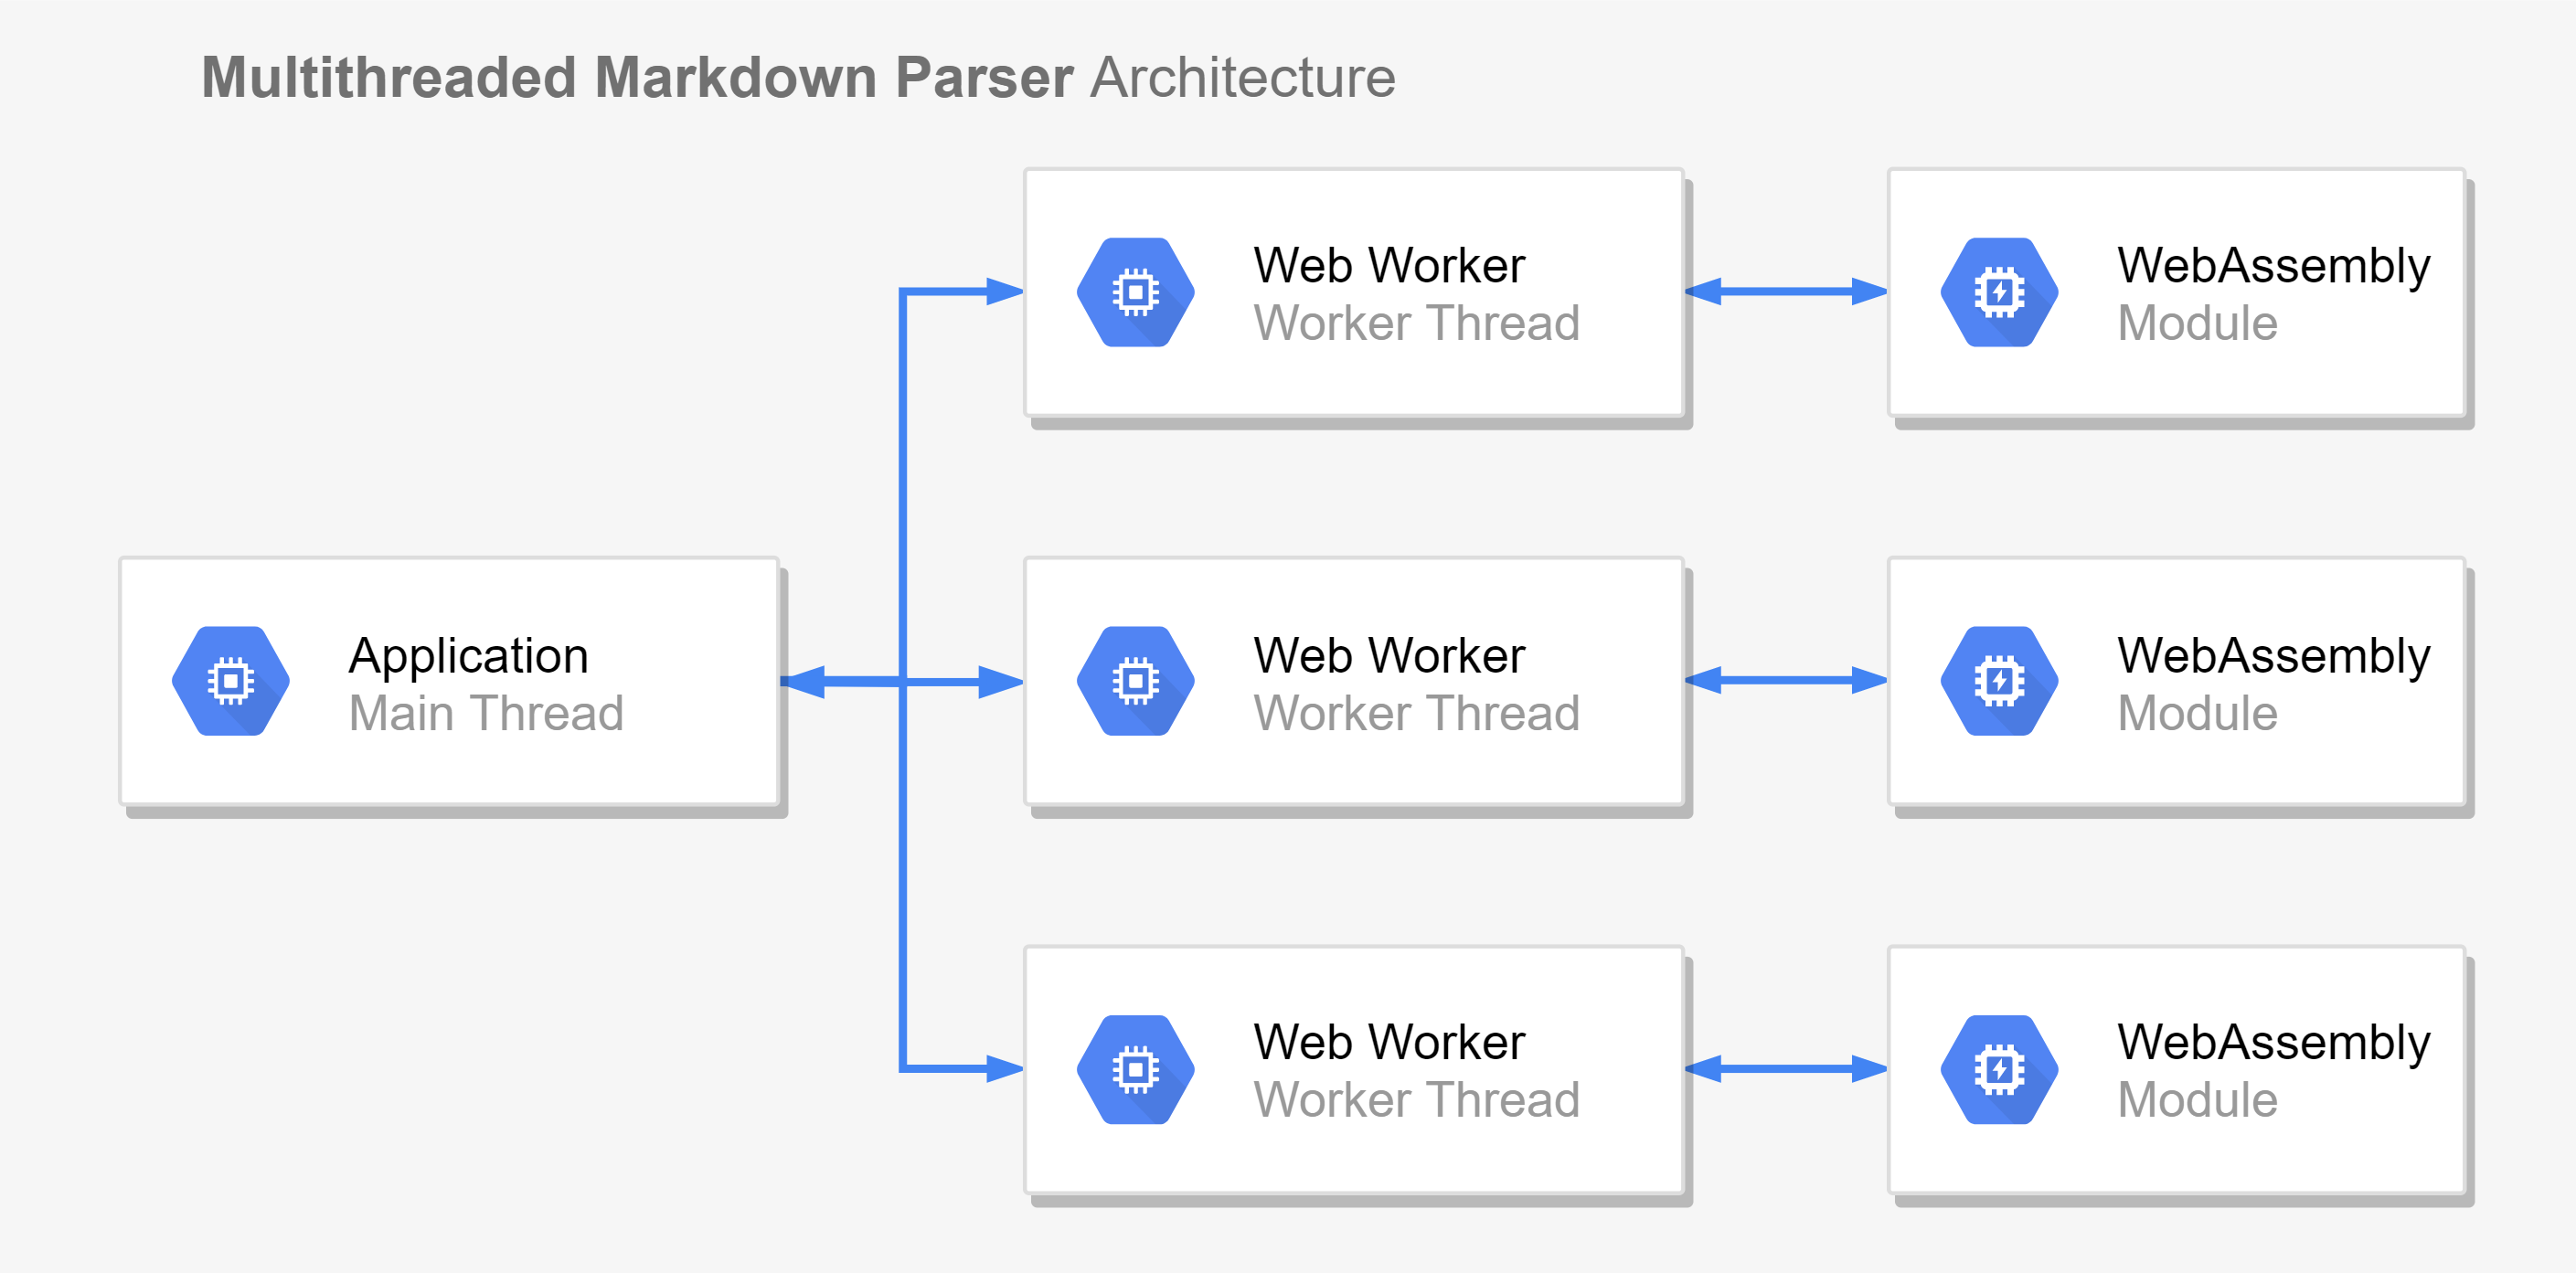 Multithreaded Markdown Parser Architecture
Web Worker
Worker Thread
WebAssembly
Module
Application
Main Thread
Web Worker
Worker Thread
WebAssembly
Module
Web Worker
Worker Thread
WebAssembly
Module